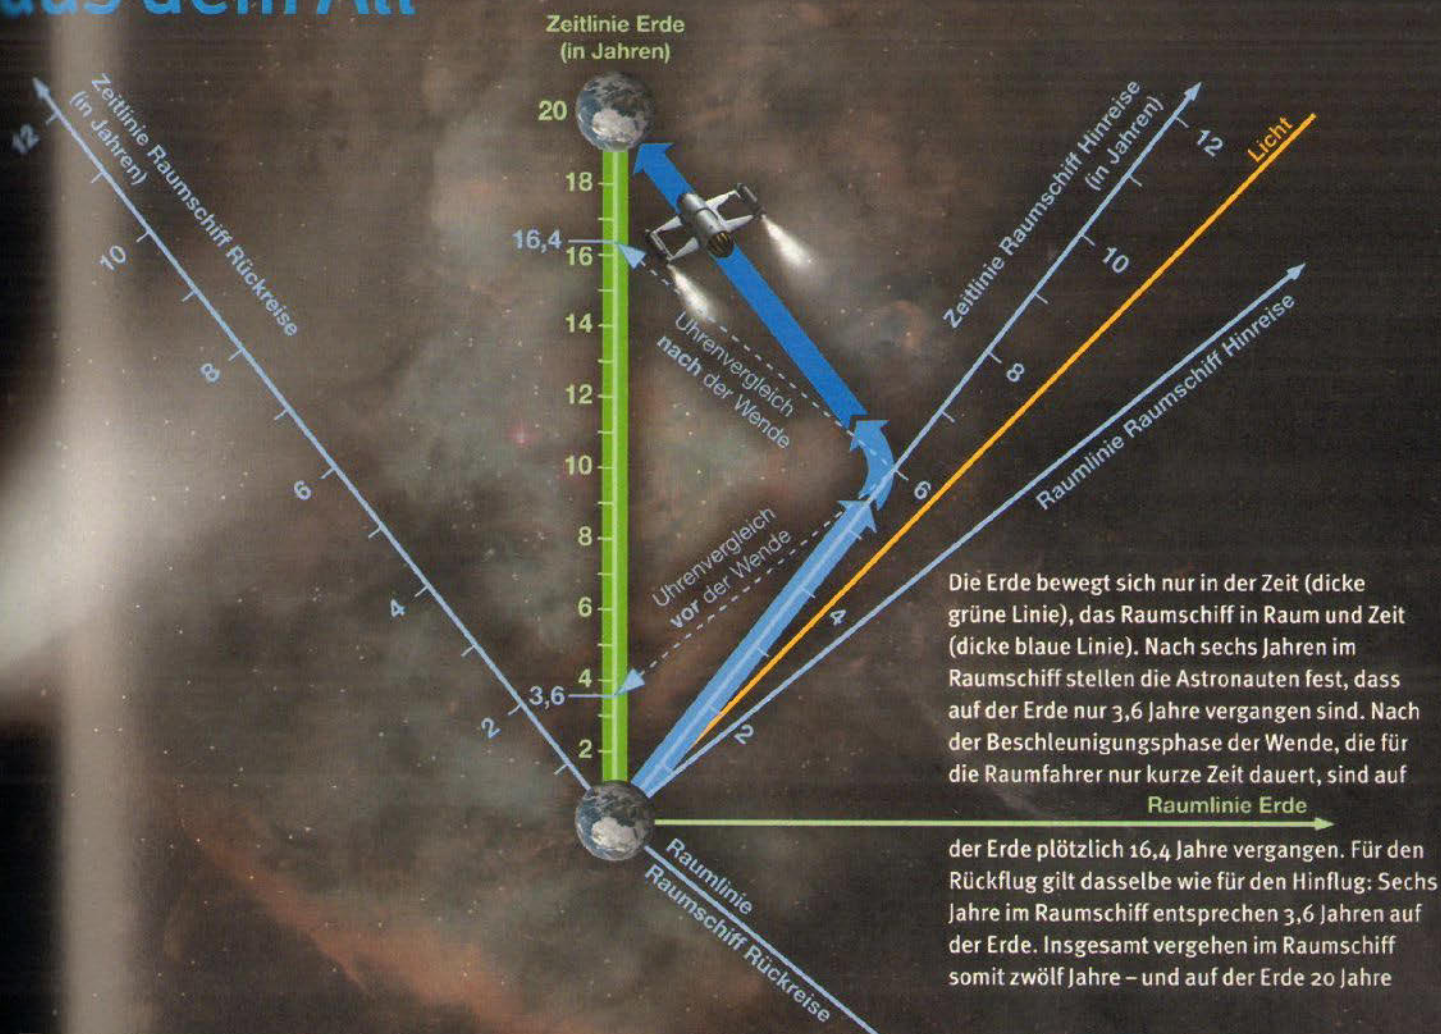 aus dem All
Zeitlinie Erde
(in Jahren)
20
18
16,4
16
14
12
10
8
6
4
3,6
2
Zeitlinie Raumschiff Rückreise
(in Jahren)
12
10
8
6
4
2
Zeitlinie Raumschiff Hinreise
(in Jahren)
12
10
8
6
4
2
Licht
Raumlinie Raumschiff Hinreise
Uhrenvergleich
nach der Wende
Uhrenvergleich
vor der Wende
Die Erde bewegt sich nur in der Zeit (dicke
grüne Linie), das Raumschiff in Raum und Zeit
(dicke blaue Linie). Nach sechs Jahren im
Raumschiff stellen die Astronauten fest, dass
auf der Erde nur 3,6 Jahre vergangen sind. Nach
der Beschleunigungsphase der Wende, die für
die Raumfahrer nur kurze Zeit dauert, sind auf
Raumlinie Erde
der Erde plötzlich 16,4 Jahre vergangen. Für den
Rückflug gilt dasselbe wie für den Hinflug: Sechs
Jahre im Raumschiff entsprechen 3,6 Jahren auf
der Erde. Insgesamt vergehen im Raumschiff
somit zwölf Jahre – und auf der Erde 20 Jahre
Raumlinie
Raumschiff Rückreise